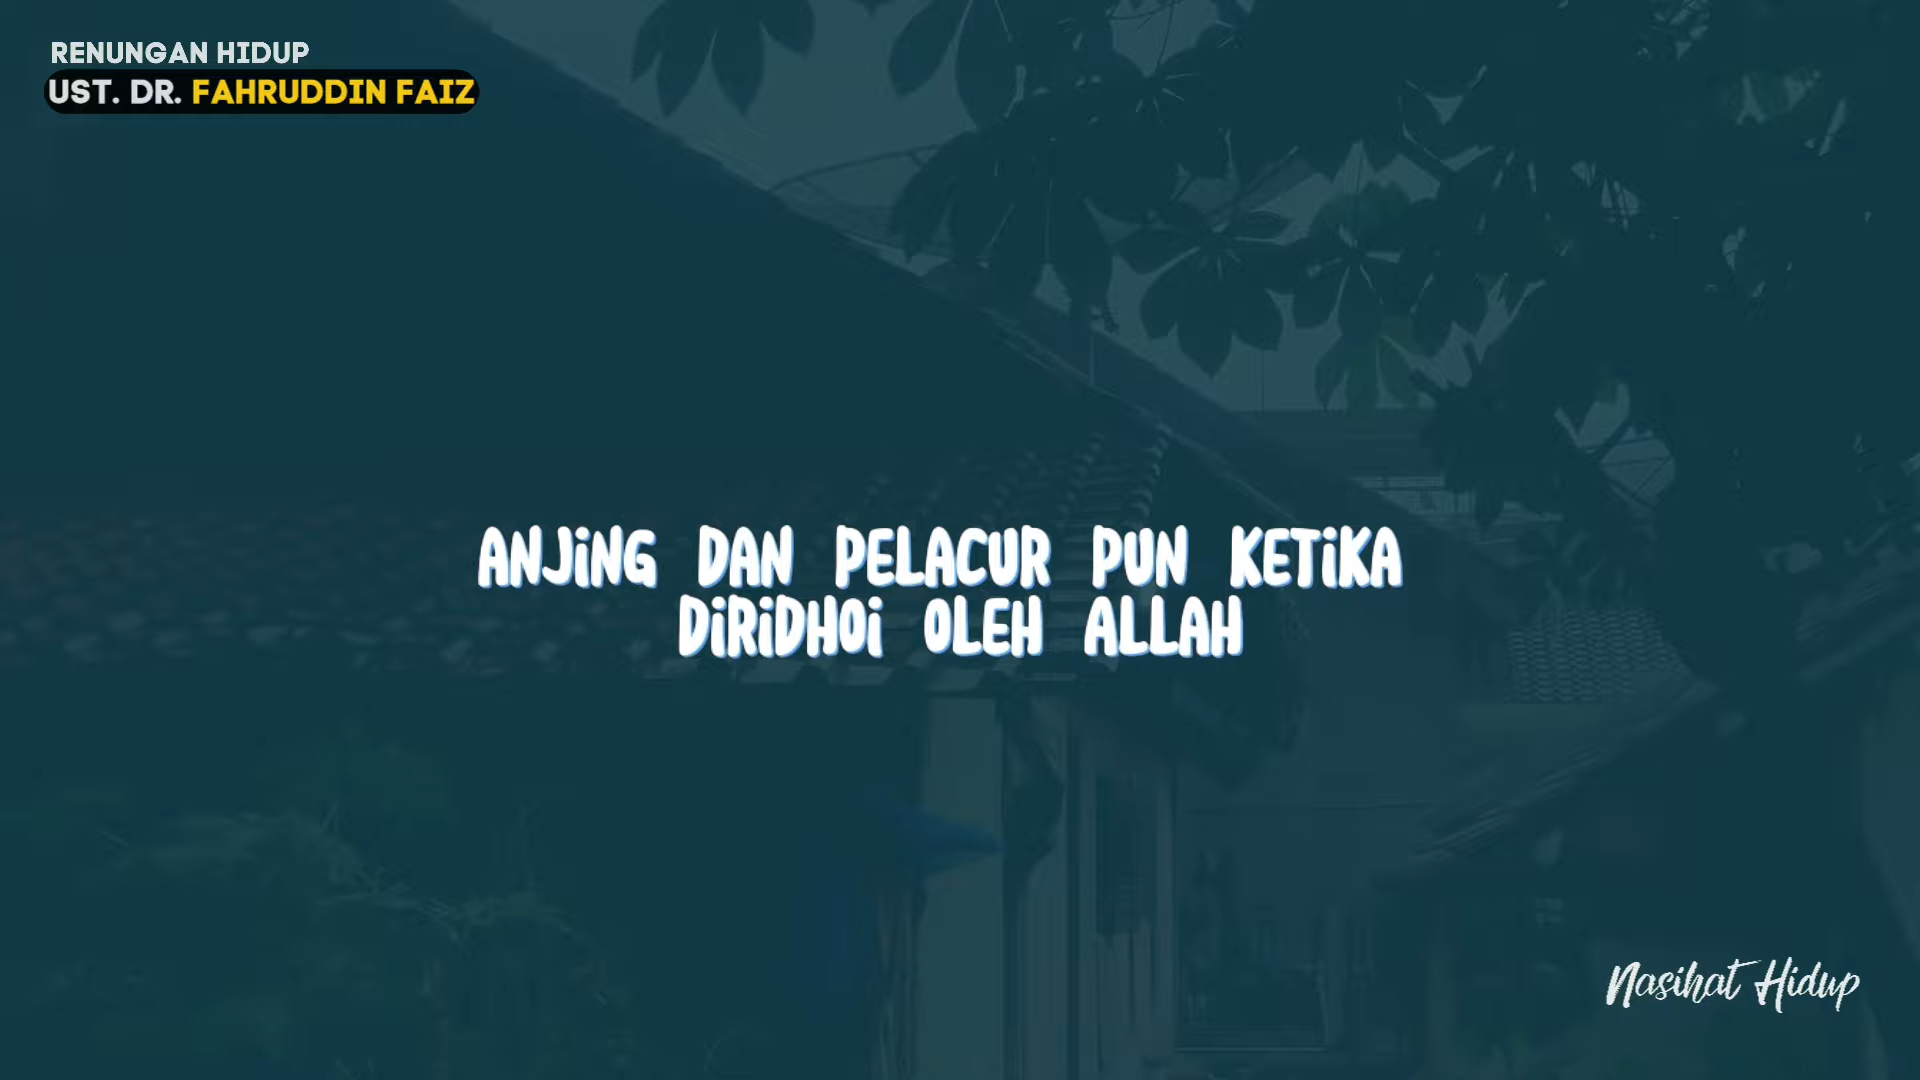 RENUNGAN HIDUP
UST. DR. FAHRUDDIN FAIZ
ANJiNG DAN PELACUR PUN KETiKA
DiRiDHOi OLEH ALLAH
Nasihat Hidup